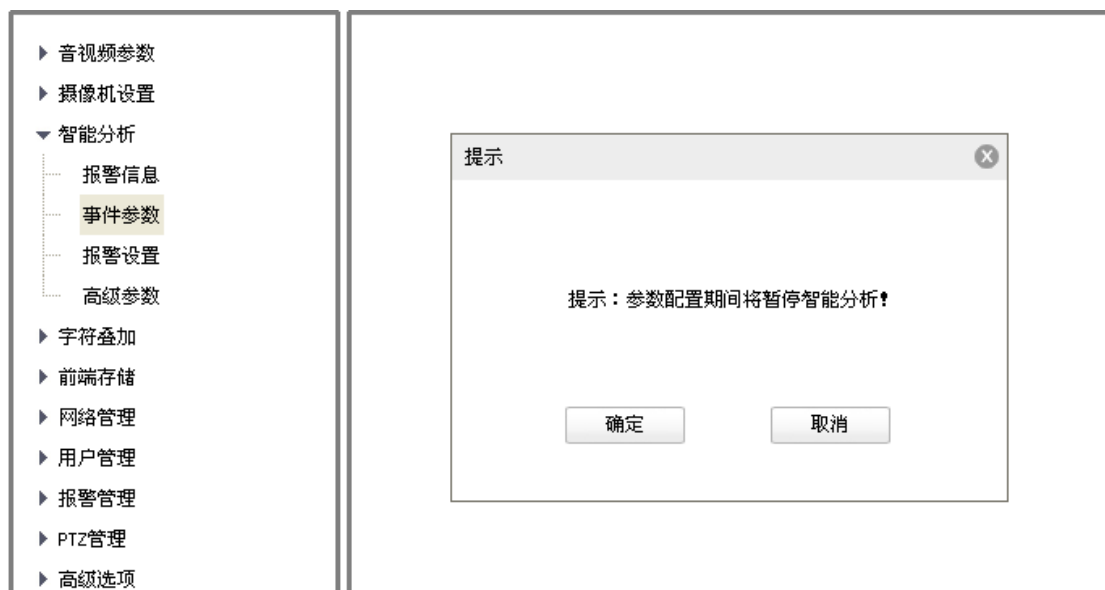 音视频参数
摄像机设置
智能分析
报警信息
事件参数
报警设置
高级参数
字符叠加
前端存储
网络管理
用户管理
报警管理
PTZ管理
高级选项
提示
提示：参数配置期间将暂停智能分析！
确定
取消